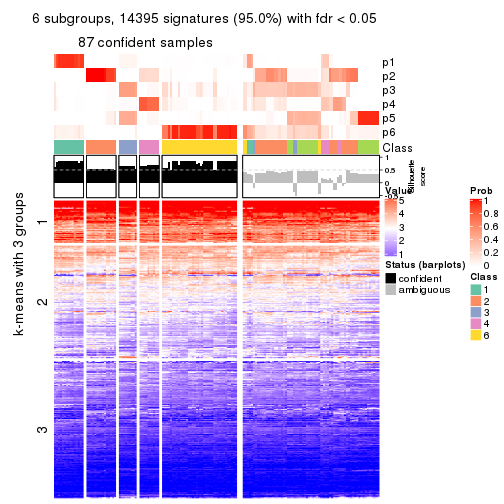 6 subgroups, 14395 signatures (95.0%) with fdr < 0.05
87 confident samples
p1
p2
p3
p4
p5
p6
Class
1
0.5
0
-0.5
Silhouette
score
k-means with 3 groups
1
2
3
Value
5
4
3
2
1
Status (barplots)
confident
ambiguous
Prob
1
0.8
0.6
0.4
0.2
0
Class
1
2
3
4
5
6